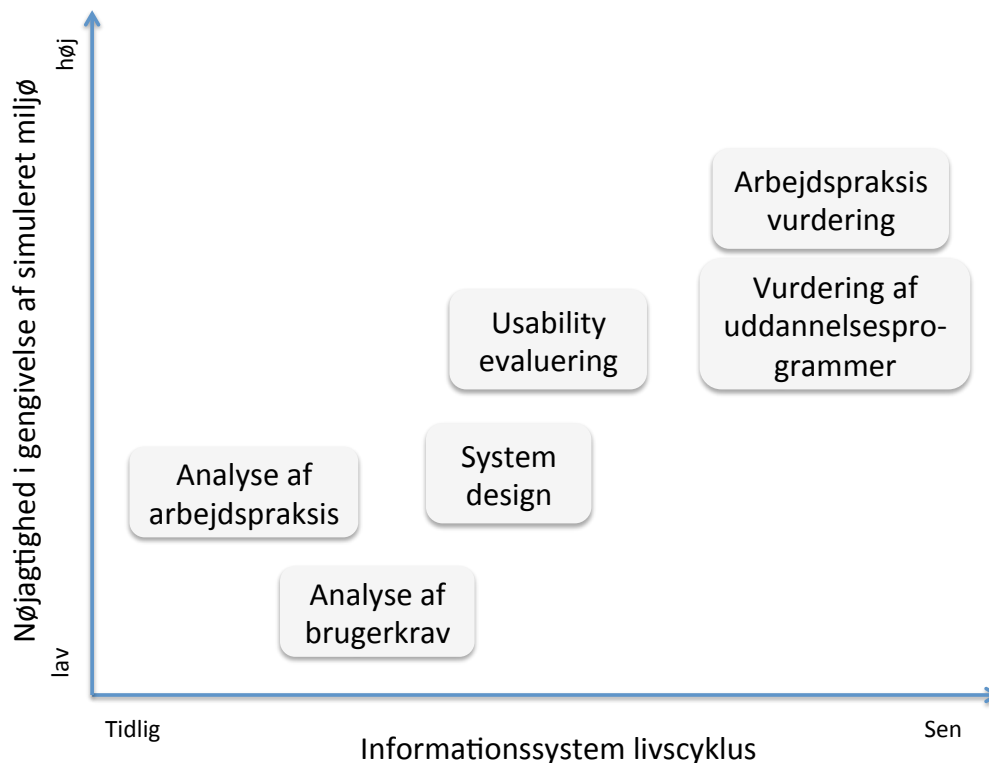 Nøjagtighed i gengivelse af simuleret miljø
høj
Arbejdspraksis
vurdering
Vurdering af
uddannelsespro-
grammer
Usability
evaluering
System
design
Analyse af
arbejdspraksis
Analyse af
brugerkrav
lav
Tidlig
Sen
Informationssystem livscyklus